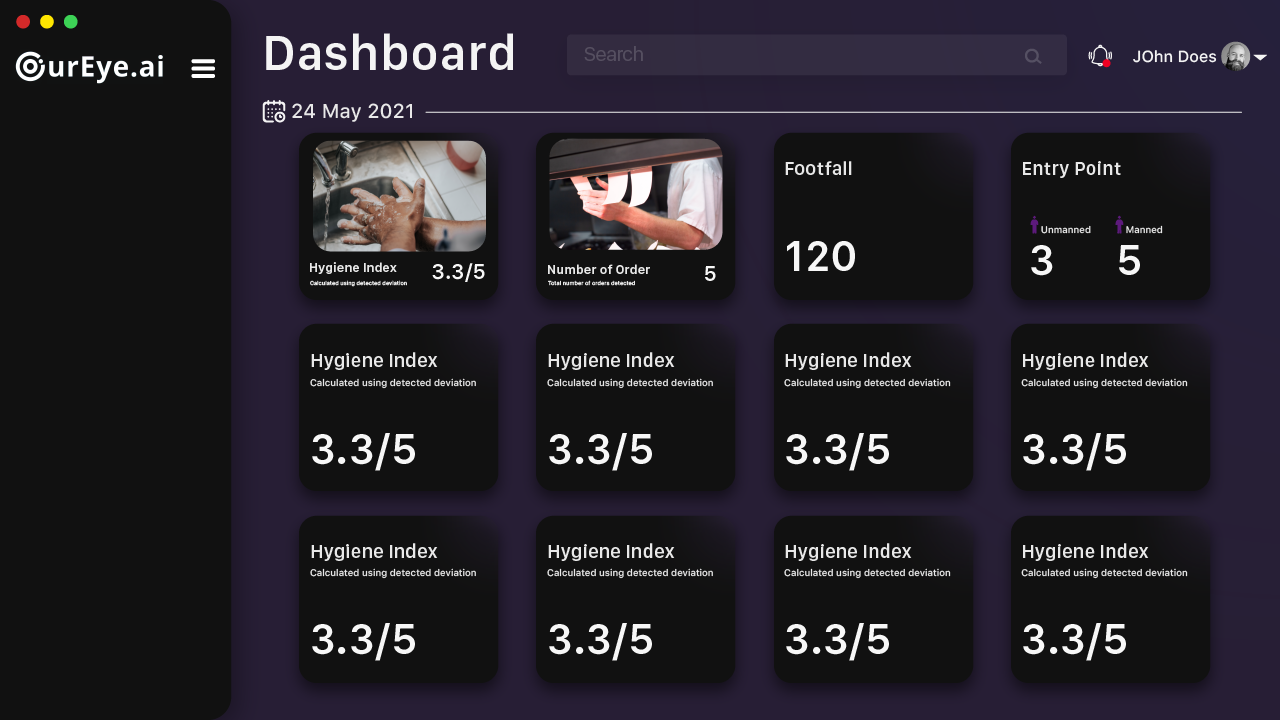 OurEye.ai
Dashboard
Search
JOhn Does
24 May 2021
Hygiene Index
Calculated using detected deviation
3.3/5
Number of Order
Total number of orders detected
5
Footfall
120
Entry Point
Unmanned
3
Manned
5
Hygiene Index
Calculated using detected deviation
3.3/5
Hygiene Index
Calculated using detected deviation
3.3/5
Hygiene Index
Calculated using detected deviation
3.3/5
Hygiene Index
Calculated using detected deviation
3.3/5
Hygiene Index
Calculated using detected deviation
3.3/5
Hygiene Index
Calculated using detected deviation
3.3/5
Hygiene Index
Calculated using detected deviation
3.3/5
Hygiene Index
Calculated using detected deviation
3.3/5